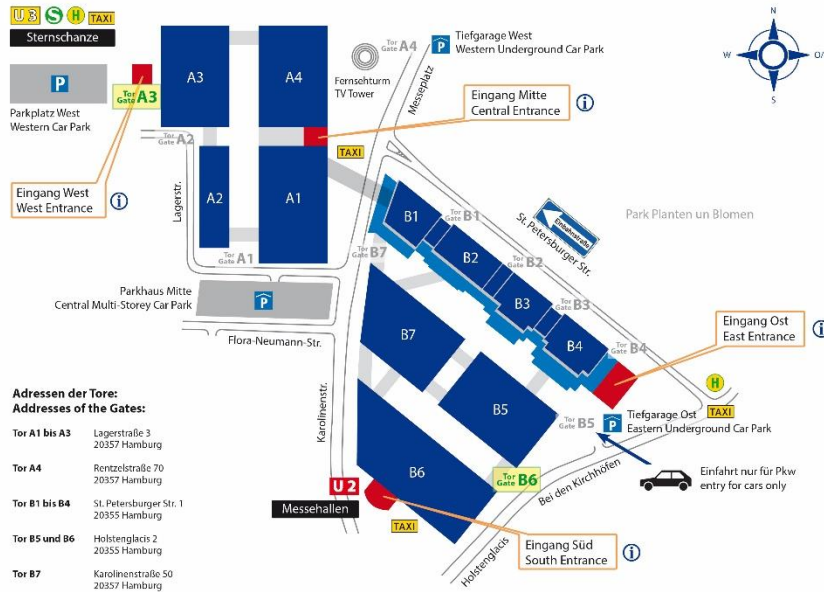 U3 S H TAXI
Sternschanze
P
Parkplatz West
Western Car Park
Tor
Gate A3
A3
A4
Fernsehturm
TV Tower
Tor
Gate A4
Messeplatz
P
Tiefgarage West
Western Underground Car Park
N
W
O/
S
Eingang Mitte
Central Entrance
i
TAXI
Tor
Gate A2
Eingang West
West Entrance
i
Lagerstr.
A2
A1
Tor
Gate A1
B1
Tor
Gate B1
Einbahnstraße
St. Petersburger Str.
Park Planten un Blomen
Tor
Gate B7
B2
Tor
Gate B2
Parkhaus Mitte
Central Multi-Storey Car Park
P
B3
Tor
Gate B3
Flora-Neumann-Str.
B7
B4
Tor
Gate B4
Eingang Ost
East Entrance
i
H
TAXI
Karolinenstr.
B5
Tor
Gate B5
P
Tiefgarage Ost
Eastern Underground Car Park
B6
Tor
Gate B6
Bei den Kirchhöfen
Einfahrt nur für Pkw
entry for cars only
U2
Messehallen
TAXI
Holstenglacis
Eingang Süd
South Entrance
i
Adressen der Tore:
Addresses of the Gates:
Tor A1 bis A3 Lagerstraße 3
20357 Hamburg
Tor A4 Rentzelstraße 70
20357 Hamburg
Tor B1 bis B4 St. Petersburger Str. 1
20355 Hamburg
Tor B5 und B6 Holstenglacis 2
20355 Hamburg
Tor B7 Karolinenstraße 50
20357 Hamburg